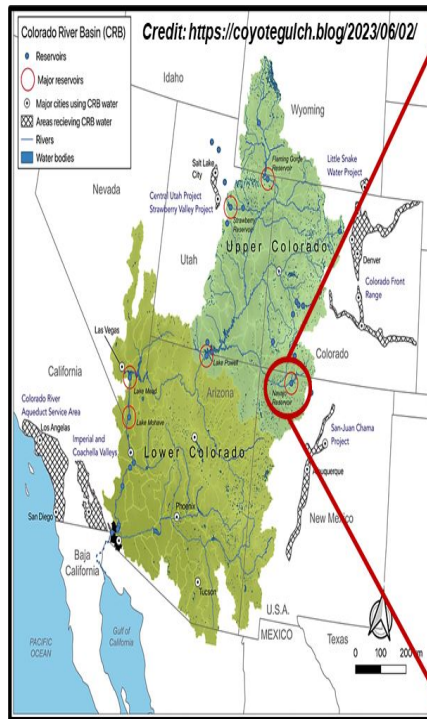 Colorado River Basin (CRB)
Credit: https://coyotegulch.blog/2023/06/02/
Reservoirs
Major reservoirs
Major cities using CRB water
Areas recieving CRB water
Rivers
Water bodies
Idaho
Wyoming
Nevada
Salt Lake
City
Flaming Gorge
Reservoir
Little Snake
Water Project
Central Utah Project
Strawberry Valley Project
Strawberry
Reservoir
Utah
Upper Colorado
Denver
Colorado Front
Range
Las Vegas
California
Lake Powell
Colorado
Arizona
Lake Mead
Navajo
Reservoir
Colorado River
Aqueduct Service Area
Los Angelas
Lake Mohave
Imperial and
Coachella Valleys
Lower Colorado
San-Juan Chama
Project
Albuquerque
San Diego
Phoenix
New Mexico
Baja
California
Tucson
U.S.A.
MEXICO
Texas
PACIFIC
OCEAN
Gulf of
California
0 100 200